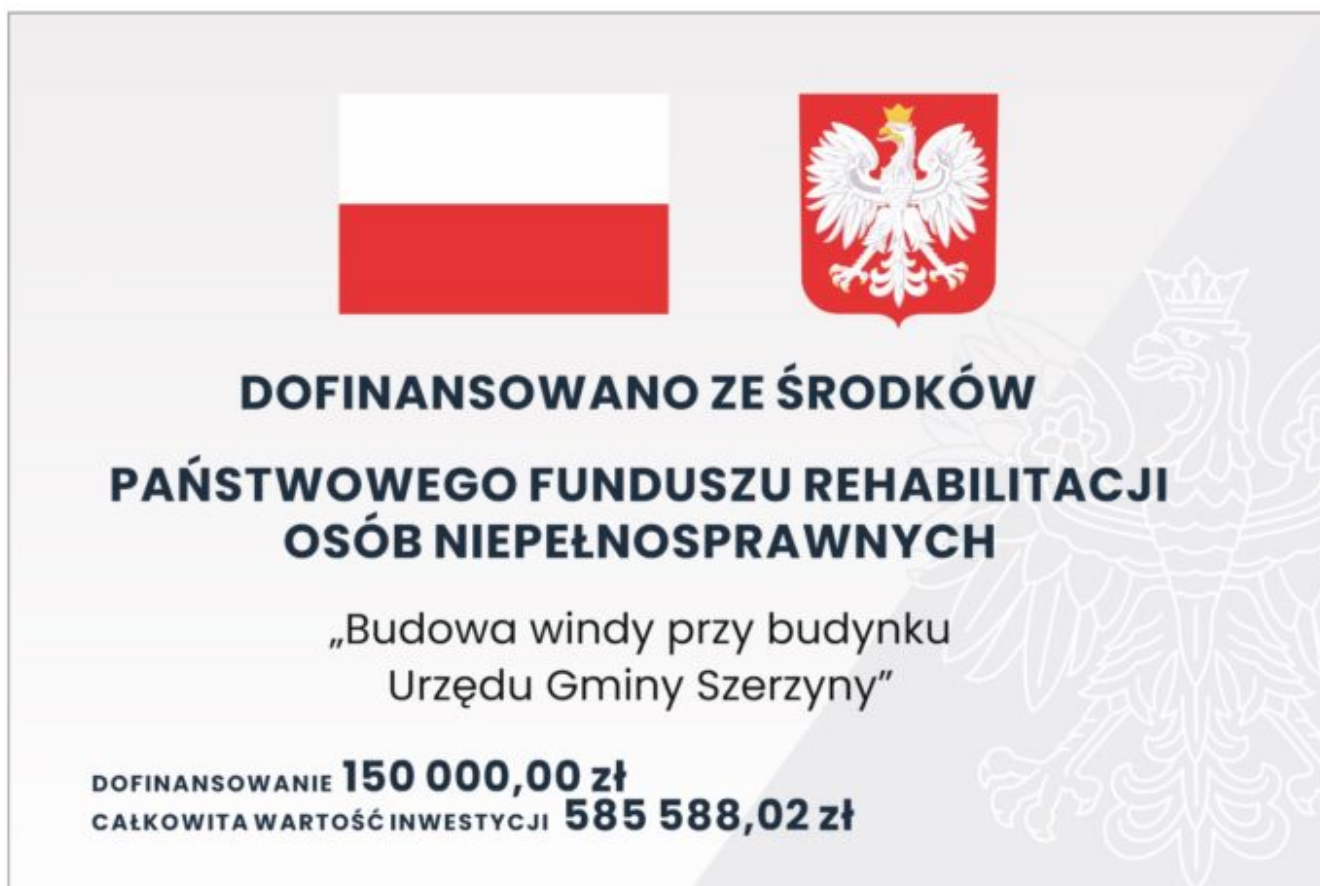 DOFINANSOWANO ZE ŚRODKÓW
PAŃSTWOWEGO FUNDUSZU REHABILITACJI
OSÓB NIEPEŁNOSPRAWNYCH
„Budowa windy przy budynku
Urzędu Gminy Szerzyny”
DOFINANSOWANIE 150 000,00 zł
CAŁKOWITA WARTOŚĆ INWESTYCJI 585 588,02 zł